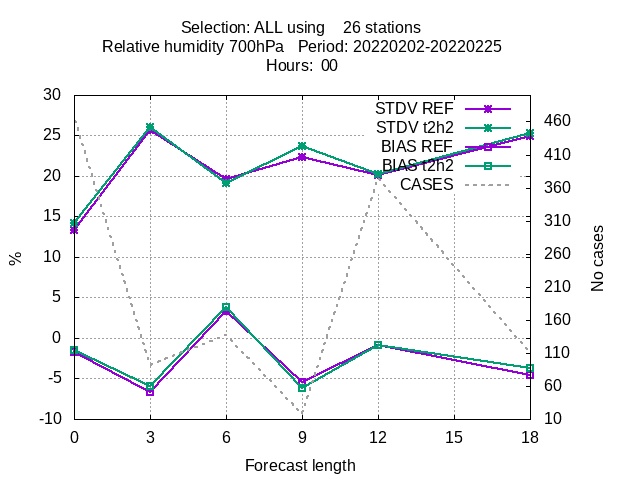 Selection: ALL using    26 stations
Relative humidity 700hPa   Period: 20220202-20220225
Hours:  00
STDV REF
STDV t2h2
BIAS REF
BIAS t2h2
CASES
30
25
20
15
10
5
0
-5
-10
%
460
410
360
310
260
210
160
110
60
10
No cases
0 3 6 9 12 15 18
Forecast length